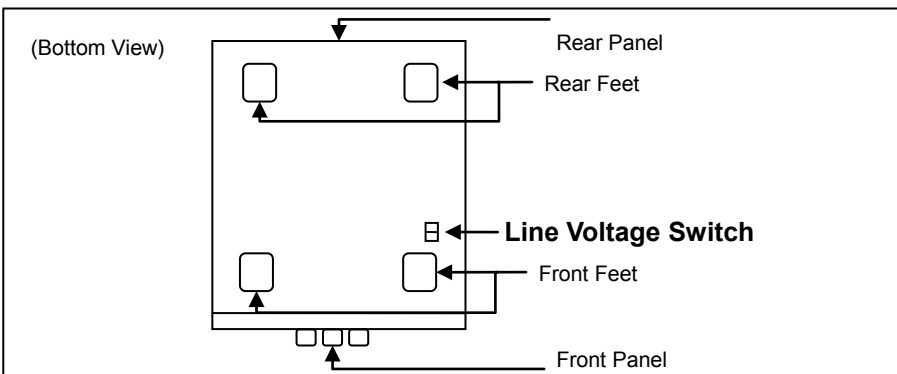 (Bottom View)
Rear Panel
Rear Feet
Line Voltage Switch
Front Feet
Front Panel